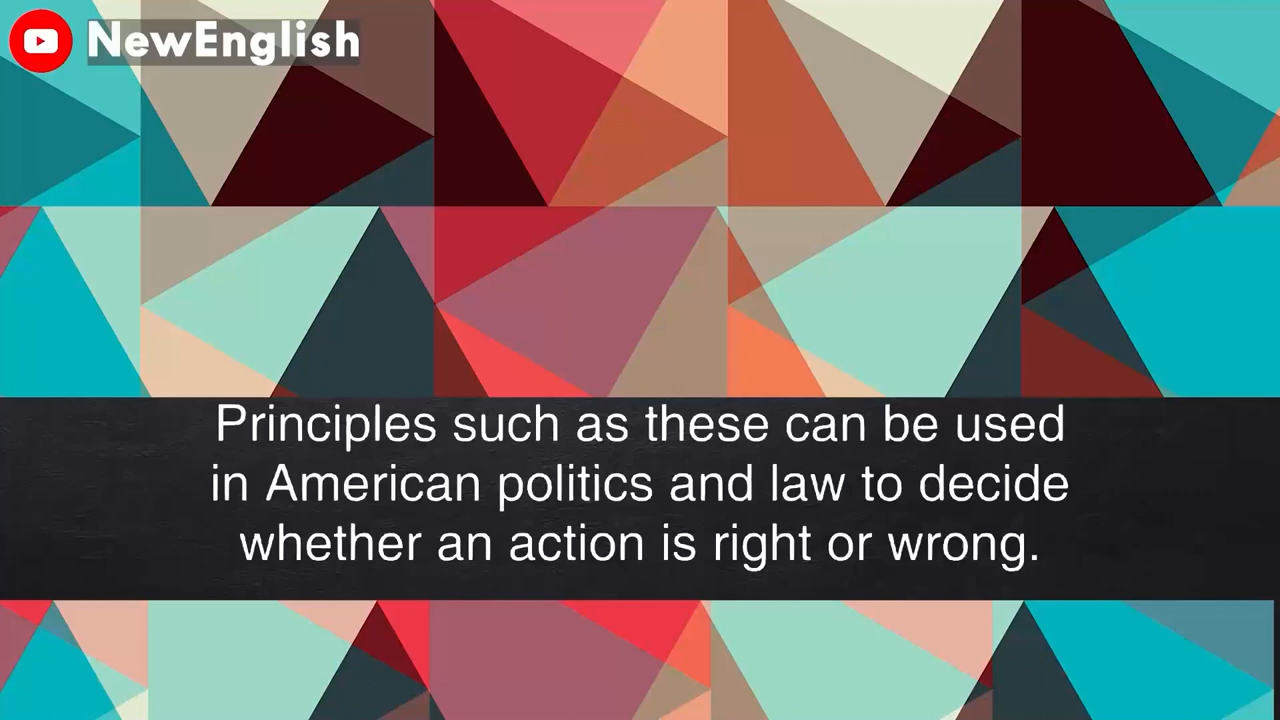 NewEnglish
Principles such as these can be used
in American politics and law to decide
whether an action is right or wrong.